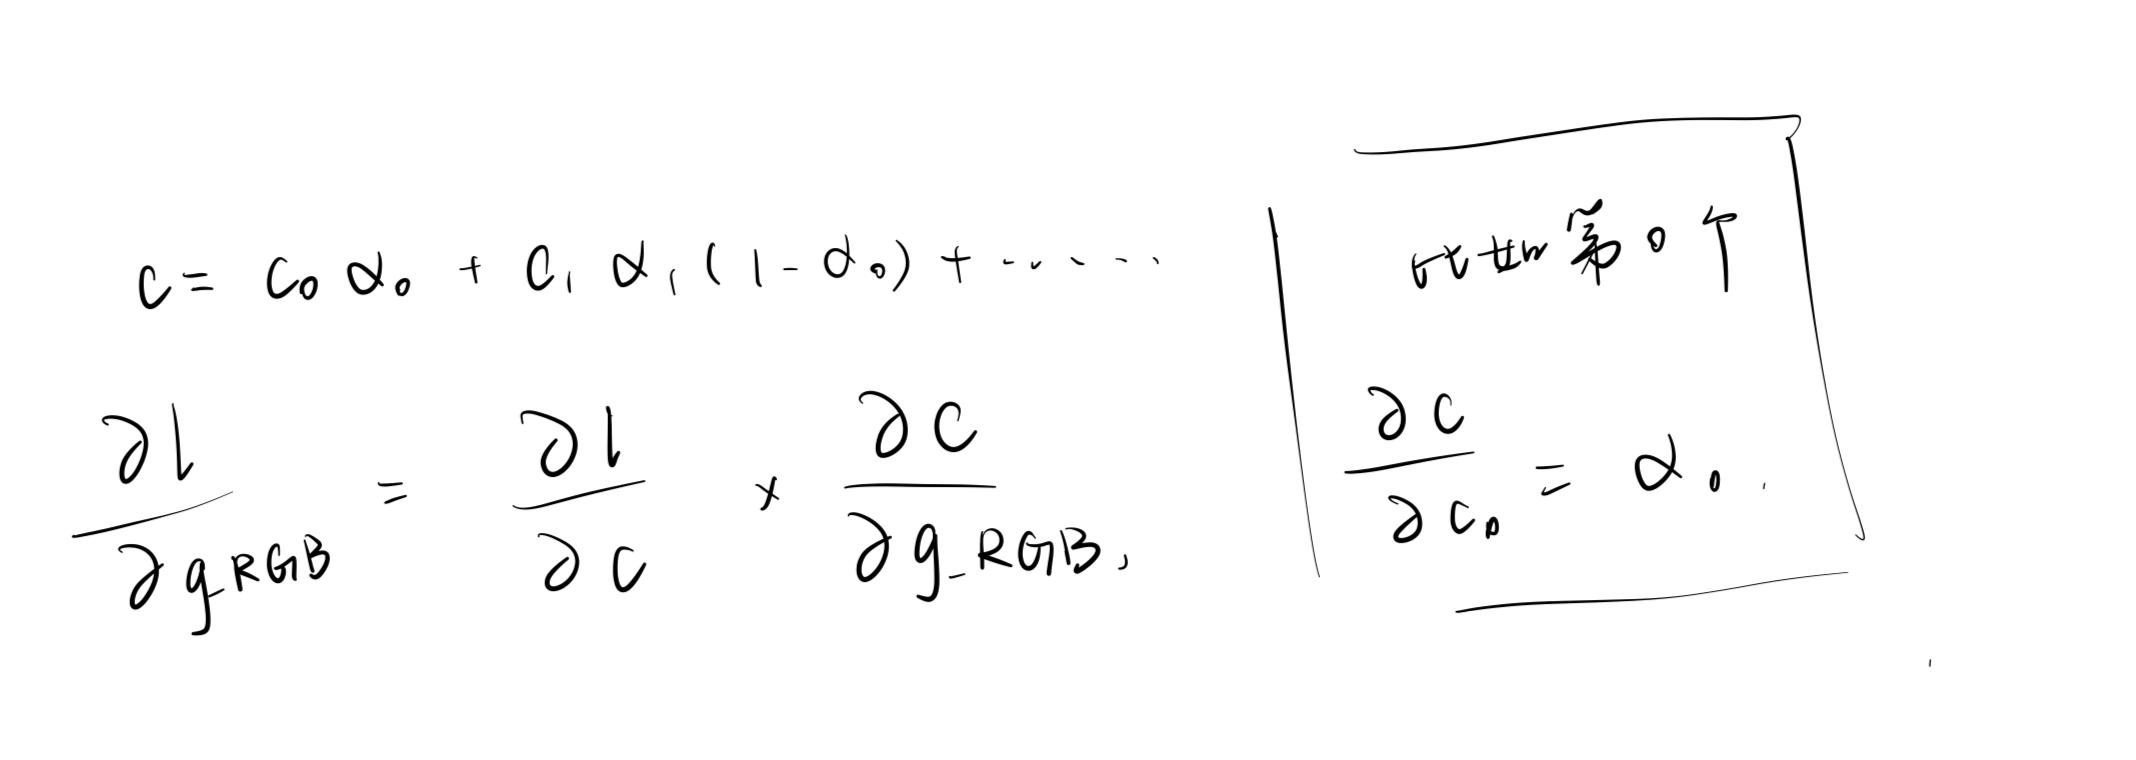 C = C₀ α₀ + C₁ α₁ (1 - α₀) + ......
∂l / ∂g_RGB = ∂l / ∂C × ∂C / ∂g_RGB,
比如第0个
∂C / ∂C₀ = α₀.